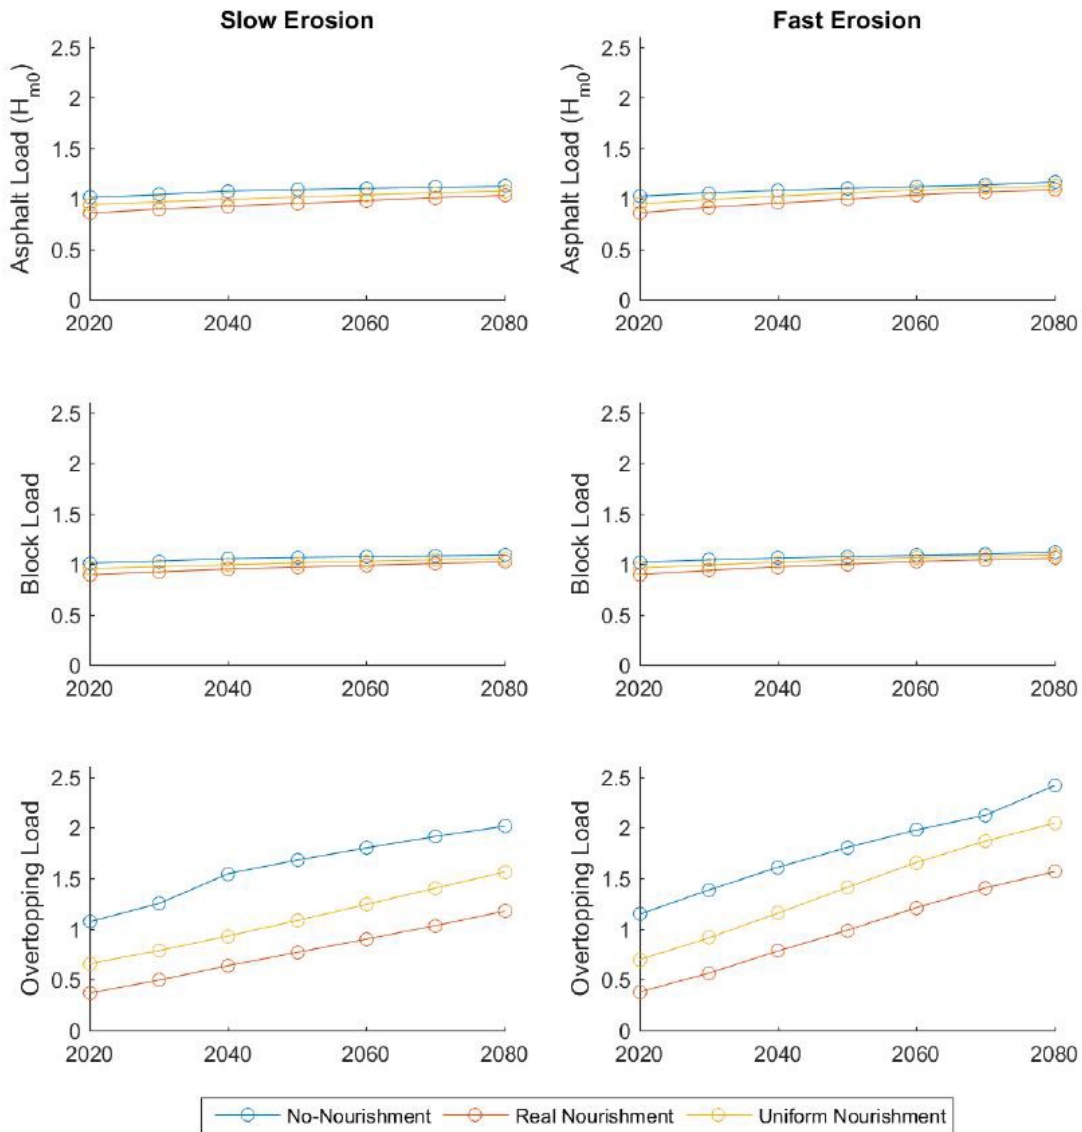 Slow Erosion
Fast Erosion
Asphalt Load (Hm0)
2.5
2
1.5
1
0.5
0
2020 2040 2060 2080
Asphalt Load (Hm0)
2.5
2
1.5
1
0.5
0
2020 2040 2060 2080
Block Load
2.5
2
1.5
1
0.5
0
2020 2040 2060 2080
Block Load
2.5
2
1.5
1
0.5
0
2020 2040 2060 2080
Overtopping Load
2.5
2
1.5
1
0.5
0
2020 2040 2060 2080
Overtopping Load
2.5
2
1.5
1
0.5
0
2020 2040 2060 2080
No-Nourishment Real Nourishment Uniform Nourishment